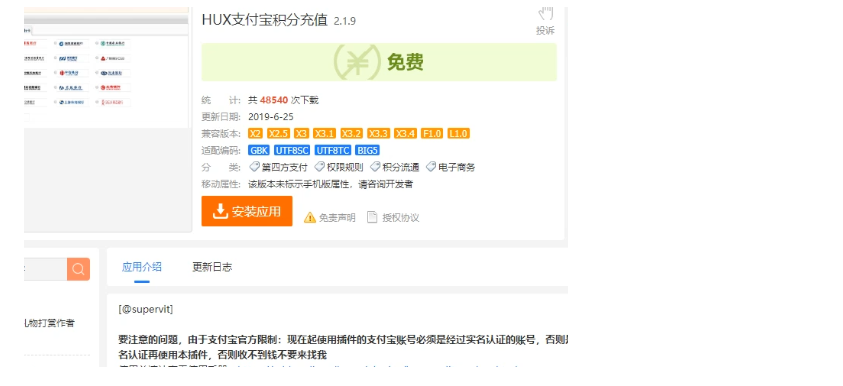 HUX支付宝积分充值 2.1.9
投诉
免费
统 计: 共 48540 次下载
更新日期: 2019-6-25
兼容版本: X2 X2.5 X3 X3.1 X3.2 X3.3 X3.4 F1.0 L1.0
适配编码: GBK UTF8SC UTF8TC BIG5
分 类: 第四方支付 权限规则 积分流通 电子商务
移动属性: 该版本未标示手机版属性，请咨询开发者
安装应用 免责声明 授权协议
应用介绍 更新日志
[@supervit]
礼物打赏作者
要注意的问题，由于支付宝官方限制：现在起使用插件的支付宝账号必须是经过实名认证的账号，否则
名认证再使用本插件，否则收不到钱不要来找我